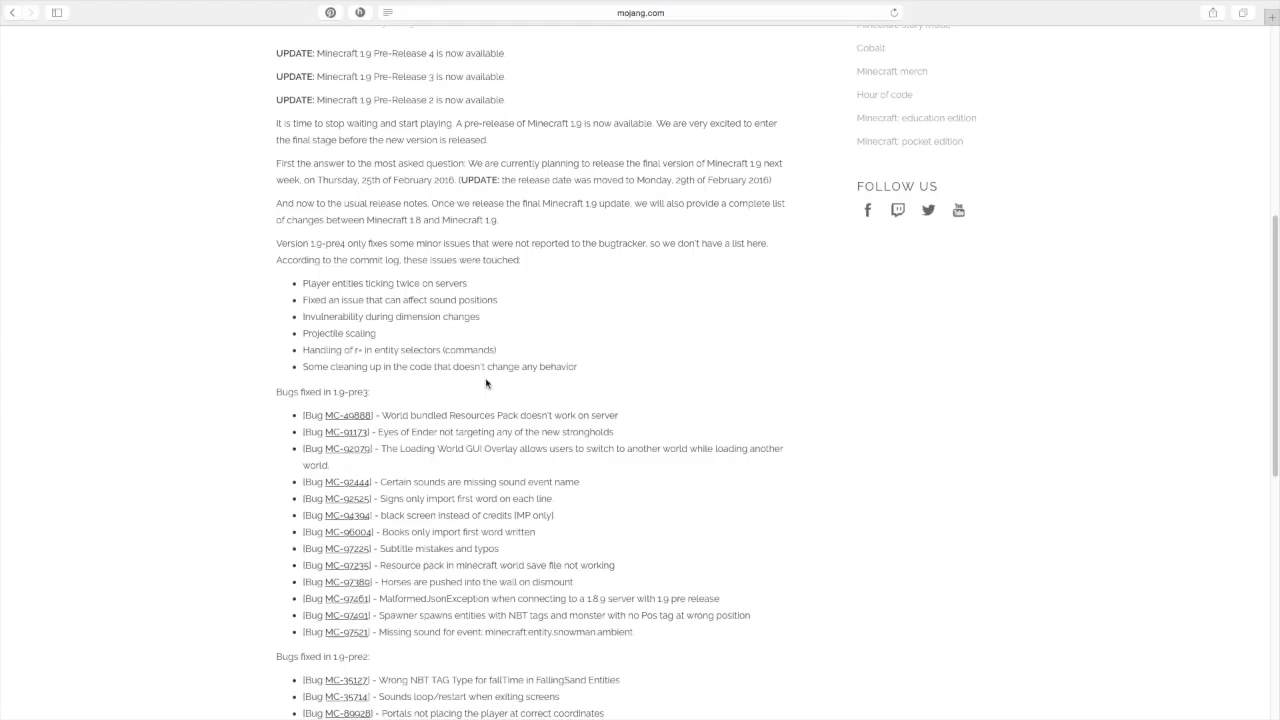 mojang.com
UPDATE: Minecraft 1.9 Pre-Release 4 is now available.
UPDATE: Minecraft 1.9 Pre-Release 3 is now available.
UPDATE: Minecraft 1.9 Pre-Release 2 is now available.
It is time to stop waiting and start playing. A pre-release of Minecraft 1.9 is now available. We are very excited to enter
the final stage before the new version is released.
First the answer to the most asked question: We are currently planning to release the final version of Minecraft 1.9 next
week, on Thursday, 25th of February 2016. (UPDATE: the release date was moved to Monday, 29th of February 2016)
And now to the usual release notes. Once we release the final Minecraft 1.9 update, we will also provide a complete list
of changes between Minecraft 1.8 and Minecraft 1.9.
Version 1.9-pre4 only fixes some minor issues that were not reported to the bugtracker, so we don't have a list here.
According to the commit log, these issues were touched:
• Player entities ticking twice on servers
• Fixed an issue that can affect sound positions
• Invulnerability during dimension changes
• Projectile scaling
• Handling of r= in entity selectors (commands)
• Some cleaning up in the code that doesn't change any behavior
Bugs fixed in 1.9-pre3:
• [Bug MC-49888] - World bundled Resources Pack doesn't work on server
• [Bug MC-91173] - Eyes of Ender not targeting any of the new strongholds
• [Bug MC-92079] - The Loading World GUI Overlay allows users to switch to another world while loading another
world.
• [Bug MC-92444] - Certain sounds are missing sound event name
• [Bug MC-92525] - Signs only import first word on each line.
• [Bug MC-94394] - black screen instead of credits [MP only]
• [Bug MC-96004] - Books only import first word written
• [Bug MC-97225] - Subtitle mistakes and typos
• [Bug MC-97235] - Resource pack in minecraft world save file not working
• [Bug MC-97389] - Horses are pushed into the wall on dismount
• [Bug MC-97461] - MalformedJsonException when connecting to a 1.8.9 server with 1.9 pre release
• [Bug MC-97491] - Spawner spawns entities with NBT tags and monster with no Pos tag at wrong position
• [Bug MC-97521] - Missing sound for event: minecraft:entity.snowman.ambient
Bugs fixed in 1.9-pre2:
• [Bug MC-35127] - Wrong NBT TAG Type for fallTime in FallingSand Entities
• [Bug MC-35714] - Sounds loop/restart when exiting screens
• [Bug MC-89928] - Portals not placing the player at correct coordinates
Minecraft: story mode
Cobalt
Minecraft merch
Hour of code
Minecraft: education edition
Minecraft: pocket edition
FOLLOW US